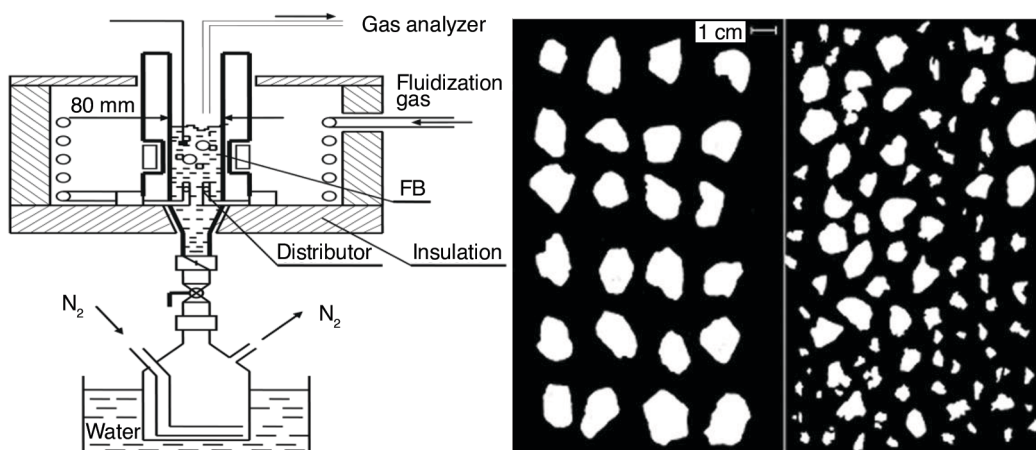 Gas analyzer
Fluidization
gas
80 mm
FB
Distributor
Insulation
N₂
N₂
Water
1 cm